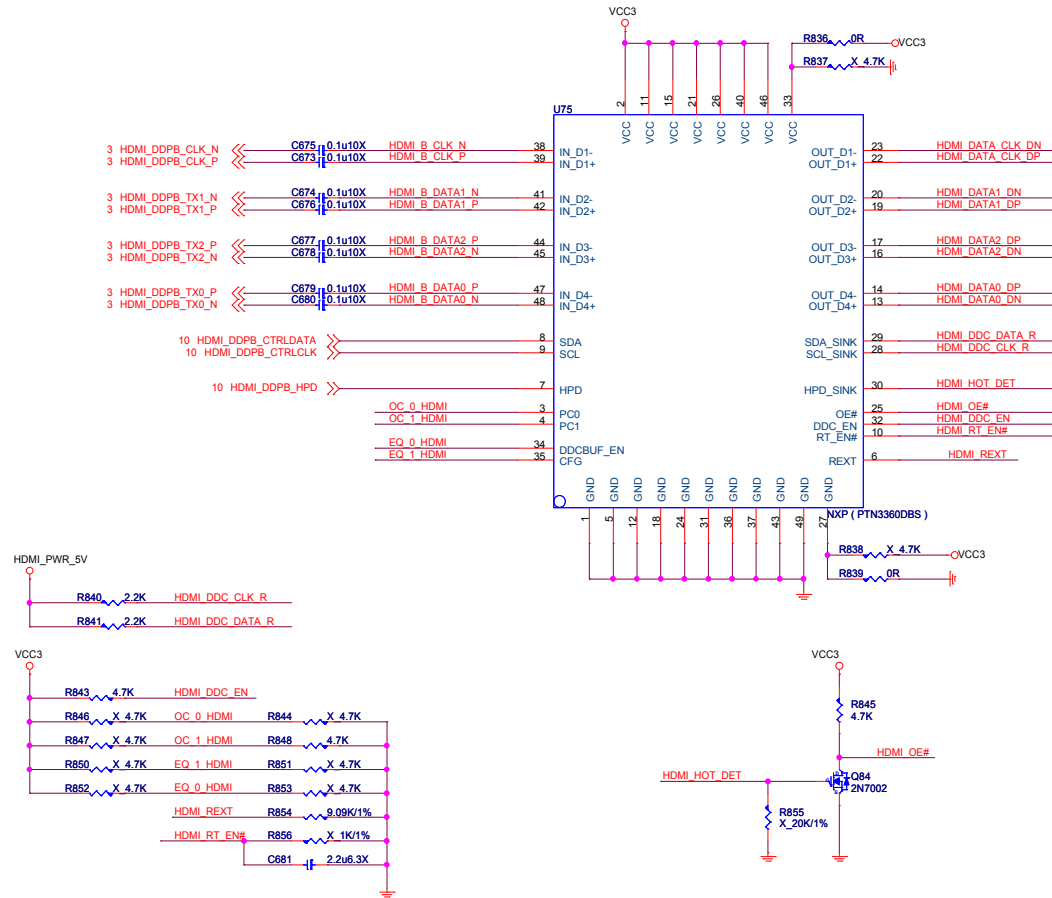 VCC3
R836 0R VCC3
R837 X_4.7K
2 11 15 21 26 40 46 33
U75
VCC VCC VCC VCC VCC VCC VCC VCC
3 HDMI_DDPB_CLK_N C675 0.1u10X HDMI_B_CLK_N 38 IN_D1- OUT_D1- 23 HDMI_DATA_CLK_DN
3 HDMI_DDPB_CLK_P C673 0.1u10X HDMI_B_CLK_P 39 IN_D1+ OUT_D1+ 22 HDMI_DATA_CLK_DP
3 HDMI_DDPB_TX1_N C674 0.1u10X HDMI_B_DATA1_N 41 IN_D2- OUT_D2- 20 HDMI_DATA1_DN
3 HDMI_DDPB_TX1_P C676 0.1u10X HDMI_B_DATA1_P 42 IN_D2+ OUT_D2+ 19 HDMI_DATA1_DP
3 HDMI_DDPB_TX2_P C677 0.1u10X HDMI_B_DATA2_P 44 IN_D3- OUT_D3- 17 HDMI_DATA2_DP
3 HDMI_DDPB_TX2_N C678 0.1u10X HDMI_B_DATA2_N 45 IN_D3+ OUT_D3+ 16 HDMI_DATA2_DN
3 HDMI_DDPB_TX0_P C679 0.1u10X HDMI_B_DATA0_P 47 IN_D4- OUT_D4- 14 HDMI_DATA0_DP
3 HDMI_DDPB_TX0_N C680 0.1u10X HDMI_B_DATA0_N 48 IN_D4+ OUT_D4+ 13 HDMI_DATA0_DN
10 HDMI_DDPB_CTRLDATA 8 SDA SDA_SINK 29 HDMI_DDC_DATA_R
10 HDMI_DDPB_CTRLCLK 9 SCL SCL_SINK 28 HDMI_DDC_CLK_R
10 HDMI_DDPB_HPD 7 HPD HPD_SINK 30 HDMI_HOT_DET
OC_0_HDMI 3 PC0 OE# 25 HDMI_OE#
OC_1_HDMI 4 PC1 DDC_EN 32 HDMI_DDC_EN
RT_EN# 10 HDMI_RT_EN#
EQ_0_HDMI 34 DDCBUF_EN
EQ_1_HDMI 35 CFG REXT 6 HDMI_REXT
GND GND GND GND GND GND GND GND GND GND
1 5 12 18 24 31 36 37 43 49 27
NXP ( PTN3360DBS )
R838 X_4.7K VCC3
R839 0R
HDMI_PWR_5V
R840 2.2K HDMI_DDC_CLK_R
R841 2.2K HDMI_DDC_DATA_R
VCC3
R843 4.7K HDMI_DDC_EN
R846 X_4.7K OC_0_HDMI R844 X_4.7K
R847 X_4.7K OC_1_HDMI R848 4.7K
R850 X_4.7K EQ_1_HDMI R851 X_4.7K
R852 X_4.7K EQ_0_HDMI R853 X_4.7K
HDMI_REXT R854 9.09K/1%
HDMI_RT_EN# R856 X_1K/1%
C681 2.2u6.3X
VCC3
R845
4.7K
HDMI_OE#
HDMI_HOT_DET
Q84
2N7002
R855
X_20K/1%